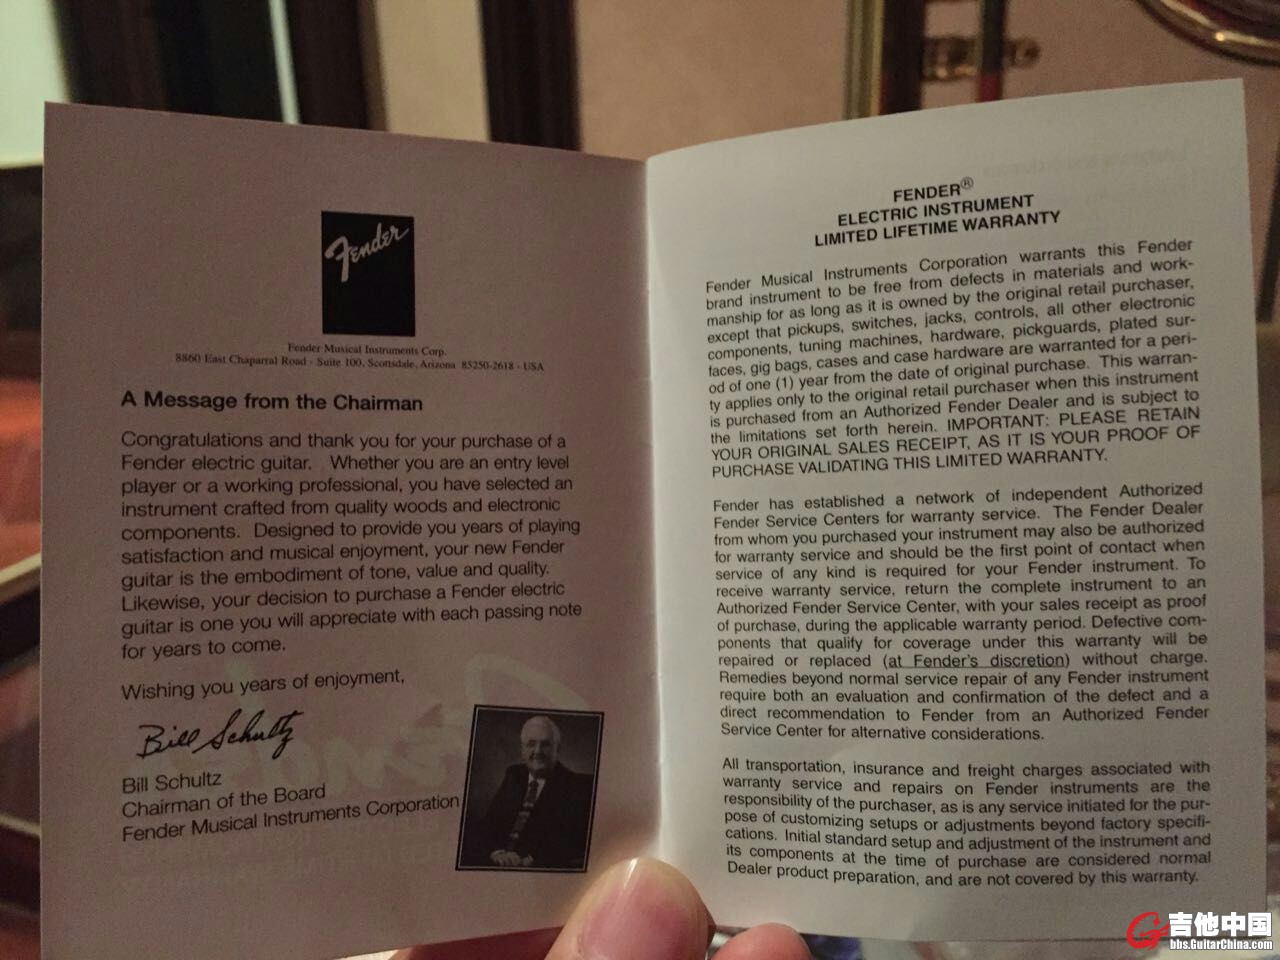 Fender
Fender Musical Instruments Corp.
8860 East Chaparral Road - Suite 100, Scottsdale, Arizona 85250-2618 - USA
A Message from the Chairman
Congratulations and thank you for your purchase of a
Fender electric guitar. Whether you are an entry level
player or a working professional, you have selected an
instrument crafted from quality woods and electronic
components. Designed to provide you years of playing
satisfaction and musical enjoyment, your new Fender
guitar is the embodiment of tone, value and quality.
Likewise, your decision to purchase a Fender electric
guitar is one you will appreciate with each passing note
for years to come.
Wishing you years of enjoyment,
Bill Schultz
Bill Schultz
Chairman of the Board
Fender Musical Instruments Corporation
FENDER®
ELECTRIC INSTRUMENT
LIMITED LIFETIME WARRANTY
Fender Musical Instruments Corporation warrants this Fender
brand instrument to be free from defects in materials and work-
manship for as long as it is owned by the original retail purchaser,
except that pickups, switches, jacks, controls, all other electronic
components, tuning machines, hardware, pickguards, plated sur-
faces, gig bags, cases and case hardware are warranted for a peri-
od of one (1) year from the date of original purchase. This warran-
ty applies only to the original retail purchaser when this instrument
is purchased from an Authorized Fender Dealer and is subject to
the limitations set forth herein. IMPORTANT: PLEASE RETAIN
YOUR ORIGINAL SALES RECEIPT, AS IT IS YOUR PROOF OF
PURCHASE VALIDATING THIS LIMITED WARRANTY.
Fender has established a network of independent Authorized
Fender Service Centers for warranty service. The Fender Dealer
from whom you purchased your instrument may also be authorized
for warranty service and should be the first point of contact when
service of any kind is required for your Fender instrument. To
receive warranty service, return the complete instrument to an
Authorized Fender Service Center, with your sales receipt as proof
of purchase, during the applicable warranty period. Defective com-
ponents that qualify for coverage under this warranty will be
repaired or replaced (at Fender's discretion) without charge.
Remedies beyond normal service repair of any Fender instrument
require both an evaluation and confirmation of the defect and a
direct recommendation to Fender from an Authorized Fender
Service Center for alternative considerations.
All transportation, insurance and freight charges associated with
warranty service and repairs on Fender instruments are the
responsibility of the purchaser, as is any service initiated for the pur-
pose of customizing setups or adjustments beyond factory specifi-
cations. Initial standard setup and adjustment of the instrument and
its components at the time of purchase are considered normal
Dealer product preparation, and are not covered by this warranty.
吉他中国
bbs.GuitarChina.com